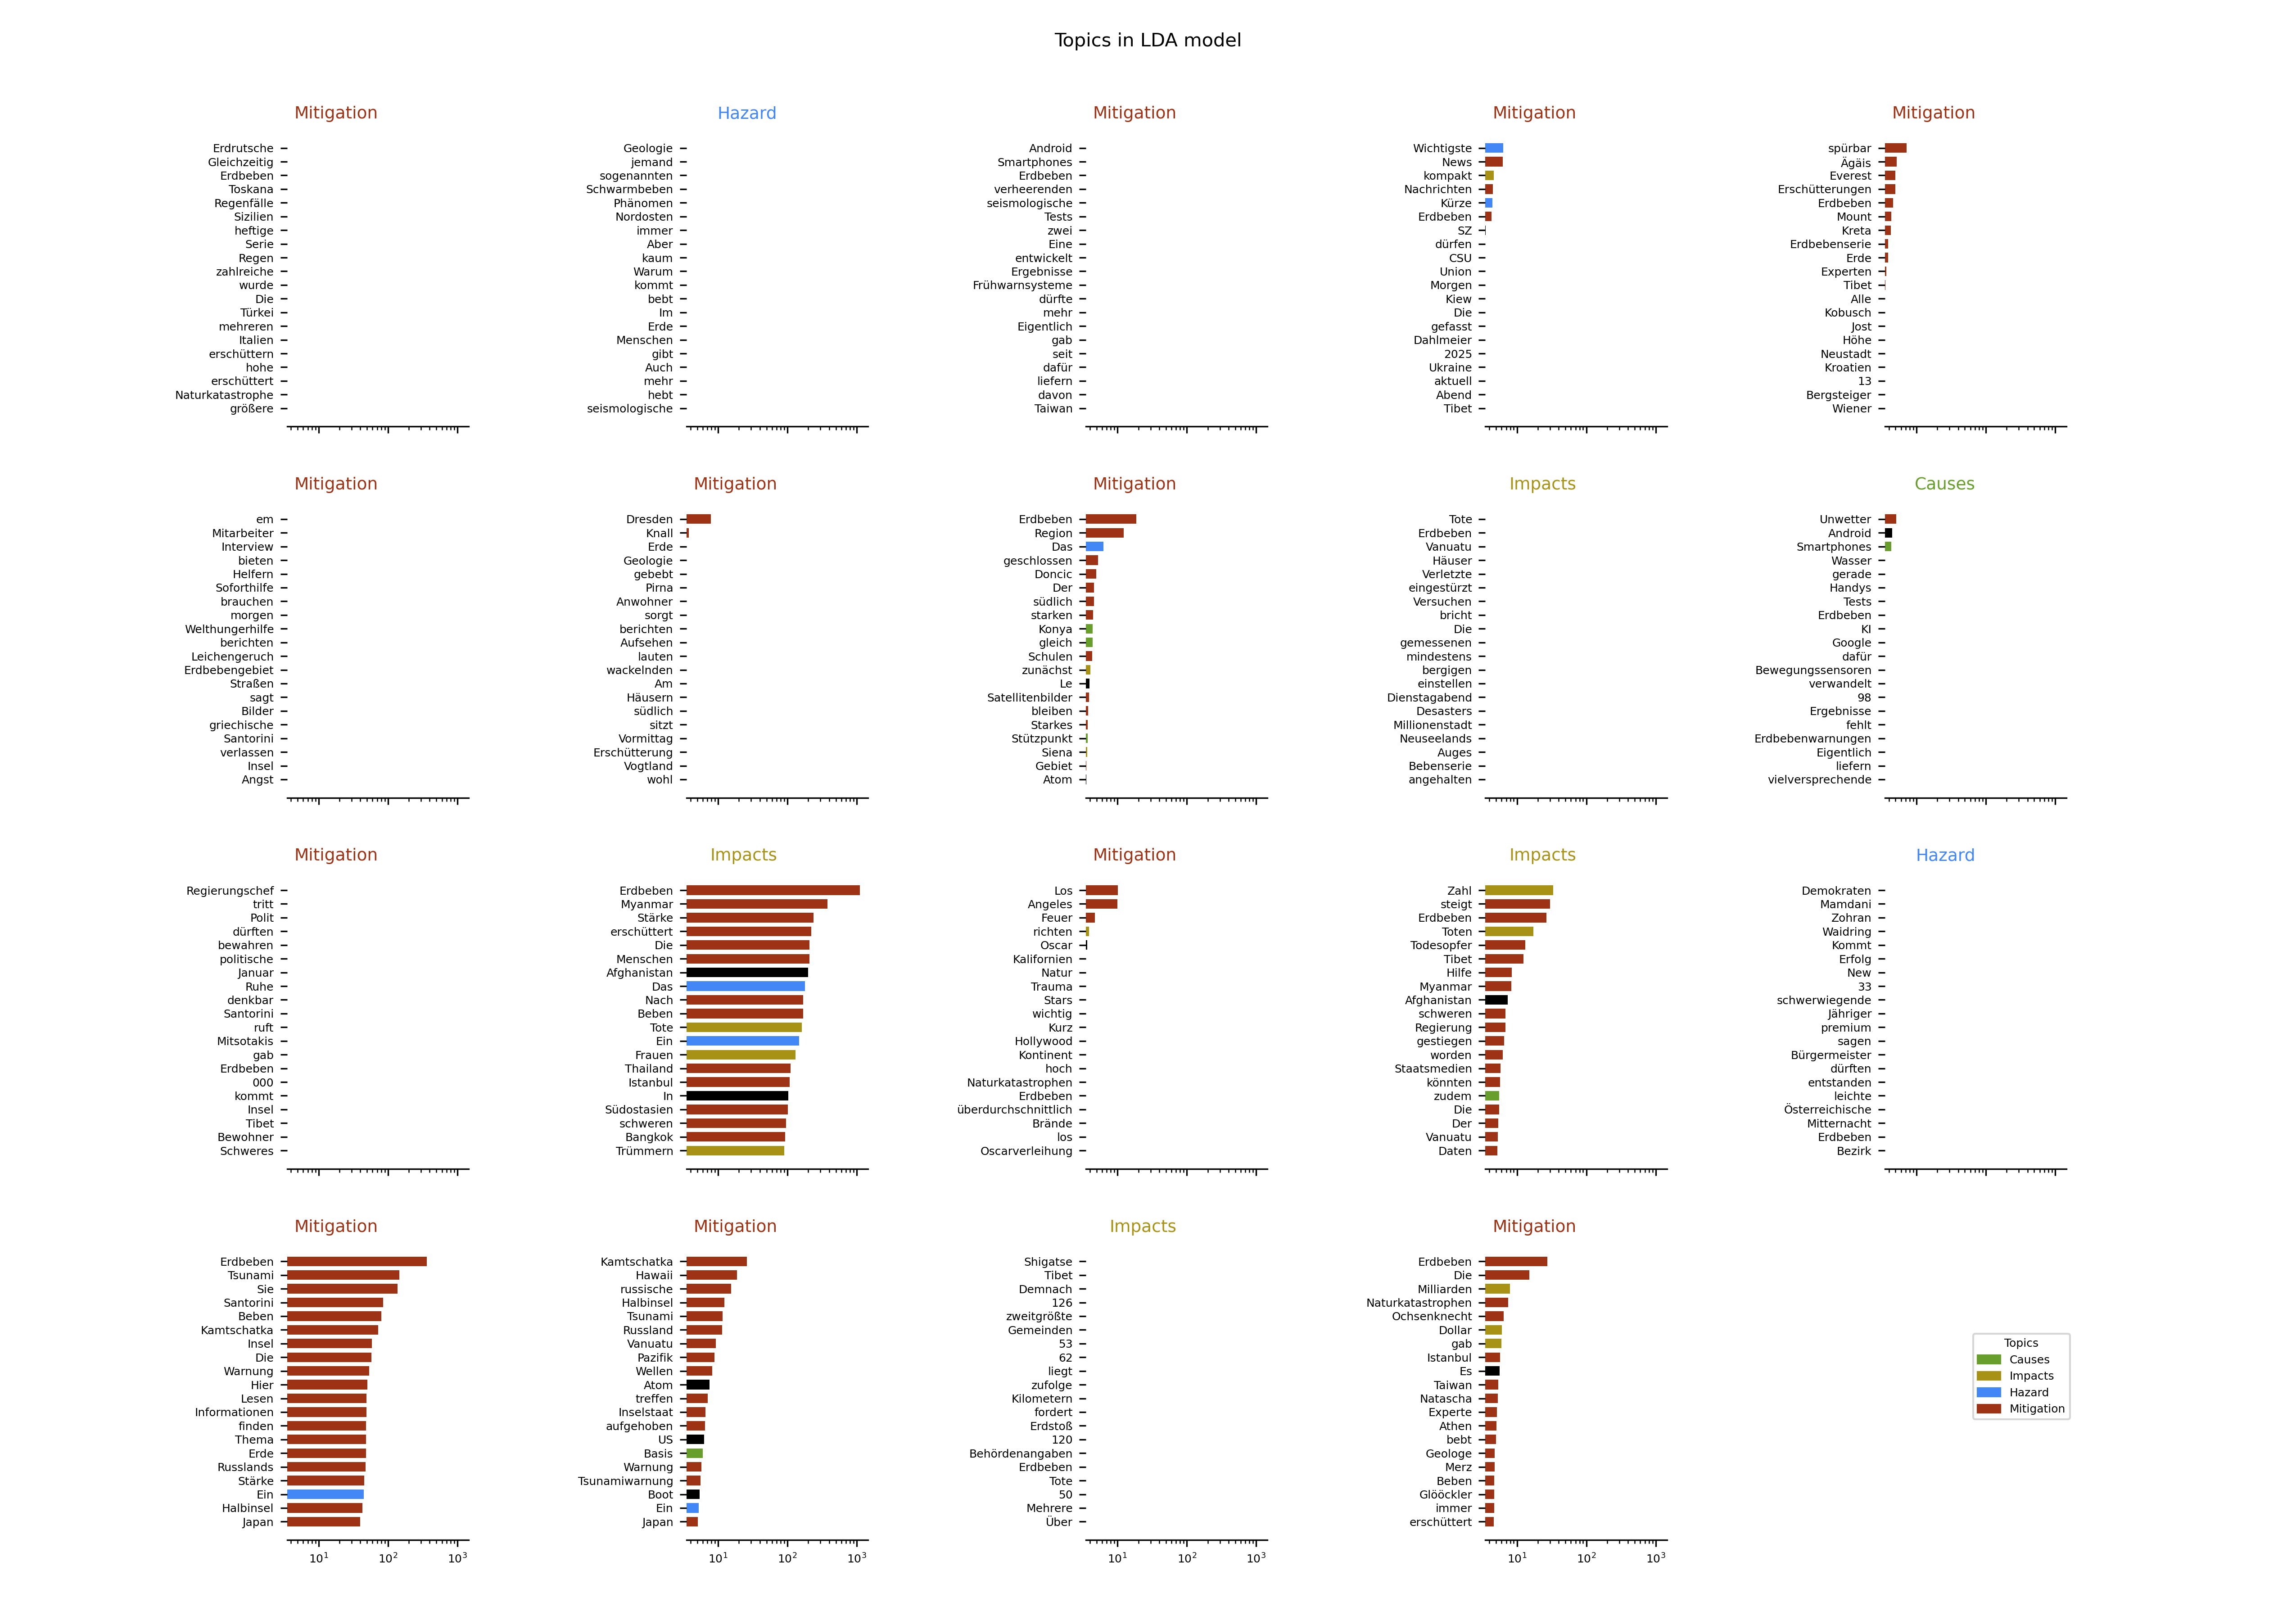 Topics in LDA model
Mitigation
Erdrutsche
Gleichzeitig
Erdbeben
Toskana
Regenfälle
Sizilien
heftige
Serie
Regen
zahlreiche
wurde
Die
Türkei
mehreren
Italien
erschüttern
hohe
erschüttert
Naturkatastrophe
größere
Hazard
Geologie
jemand
sogenannten
Schwarmbeben
Phänomen
Nordosten
immer
Aber
kaum
Warum
kommt
bebt
Im
Erde
Menschen
gibt
Auch
mehr
hebt
seismologische
Mitigation
Android
Smartphones
Erdbeben
verheerenden
seismologische
Tests
zwei
Eine
entwickelt
Ergebnisse
Frühwarnsysteme
dürfte
mehr
Eigentlich
gab
seit
dafür
liefern
davon
Taiwan
Mitigation
Wichtigste
News
kompakt
Nachrichten
Kürze
Erdbeben
SZ
dürfen
CSU
Union
Morgen
Kiew
Die
gefasst
Dahlmeier
2025
Ukraine
aktuell
Abend
Tibet
Mitigation
spürbar
Ägäis
Everest
Erschütterungen
Erdbeben
Mount
Kreta
Erdbebenserie
Erde
Experten
Tibet
Alle
Kobusch
Jost
Höhe
Neustadt
Kroatien
13
Bergsteiger
Wiener
Mitigation
em
Mitarbeiter
Interview
bieten
Helfern
Soforthilfe
brauchen
morgen
Welthungerhilfe
berichten
Leichengeruch
Erdbebengebiet
Straßen
sagt
Bilder
griechische
Santorini
verlassen
Insel
Angst
Mitigation
Dresden
Knall
Erde
Geologie
gebebt
Pirna
Anwohner
sorgt
berichten
Aufsehen
lauten
wackelnden
Am
Häusern
südlich
sitzt
Vormittag
Erschütterung
Vogtland
wohl
Mitigation
Erdbeben
Region
Das
geschlossen
Doncic
Der
südlich
starken
Konya
gleich
Schulen
zunächst
Le
Satellitenbilder
bleiben
Starkes
Stützpunkt
Siena
Gebiet
Atom
Impacts
Tote
Erdbeben
Vanuatu
Häuser
Verletzte
eingestürzt
Versuchen
bricht
Die
gemessenen
mindestens
bergigen
einstellen
Dienstagabend
Desasters
Millionenstadt
Neuseelands
Auges
Bebenserie
angehalten
Causes
Unwetter
Android
Smartphones
Wasser
gerade
Handys
Tests
Erdbeben
KI
Google
dafür
Bewegungssensoren
verwandelt
98
Ergebnisse
fehlt
Erdbebenwarnungen
Eigentlich
liefern
vielversprechende
Mitigation
Regierungschef
tritt
Polit
dürften
bewahren
politische
Januar
Ruhe
denkbar
Santorini
ruft
Mitsotakis
gab
Erdbeben
000
kommt
Insel
Tibet
Bewohner
Schweres
Impacts
Erdbeben
Myanmar
Stärke
erschüttert
Die
Menschen
Afghanistan
Das
Nach
Beben
Tote
Ein
Frauen
Thailand
Istanbul
In
Südostasien
schweren
Bangkok
Trümmern
Mitigation
Los
Angeles
Feuer
richten
Oscar
Kalifornien
Natur
Trauma
Stars
wichtig
Kurz
Hollywood
Kontinent
hoch
Naturkatastrophen
Erdbeben
überdurchschnittlich
Brände
los
Oscarverleihung
Impacts
Zahl
steigt
Erdbeben
Toten
Todesopfer
Tibet
Hilfe
Myanmar
Afghanistan
schweren
Regierung
gestiegen
worden
Staatsmedien
könnten
zudem
Die
Der
Vanuatu
Daten
Hazard
Demokraten
Mamdani
Zohran
Waidring
Kommt
Erfolg
New
33
schwerwiegende
Jähriger
premium
sagen
Bürgermeister
dürften
entstanden
leichte
Österreichische
Mitternacht
Erdbeben
Bezirk
Mitigation
Erdbeben
Tsunami
Sie
Santorini
Beben
Kamtschatka
Insel
Die
Warnung
Hier
Lesen
Informationen
finden
Thema
Erde
Russlands
Stärke
Ein
Halbinsel
Japan
10¹ 10² 10³
Mitigation
Kamtschatka
Hawaii
russische
Halbinsel
Tsunami
Russland
Vanuatu
Pazifik
Wellen
Atom
treffen
Inselstaat
aufgehoben
US
Basis
Warnung
Tsunamiwarnung
Boot
Ein
Japan
10¹ 10² 10³
Impacts
Shigatse
Tibet
Demnach
126
zweitgrößte
Gemeinden
53
62
liegt
zufolge
Kilometern
fordert
Erdstoß
120
Behördenangaben
Erdbeben
Tote
50
Mehrere
Über
10¹ 10² 10³
Mitigation
Erdbeben
Die
Milliarden
Naturkatastrophen
Ochsenknecht
Dollar
gab
Istanbul
Es
Taiwan
Natascha
Experte
Athen
bebt
Geologe
Merz
Beben
Glööckler
immer
erschüttert
10¹ 10² 10³
Topics
Causes
Impacts
Hazard
Mitigation